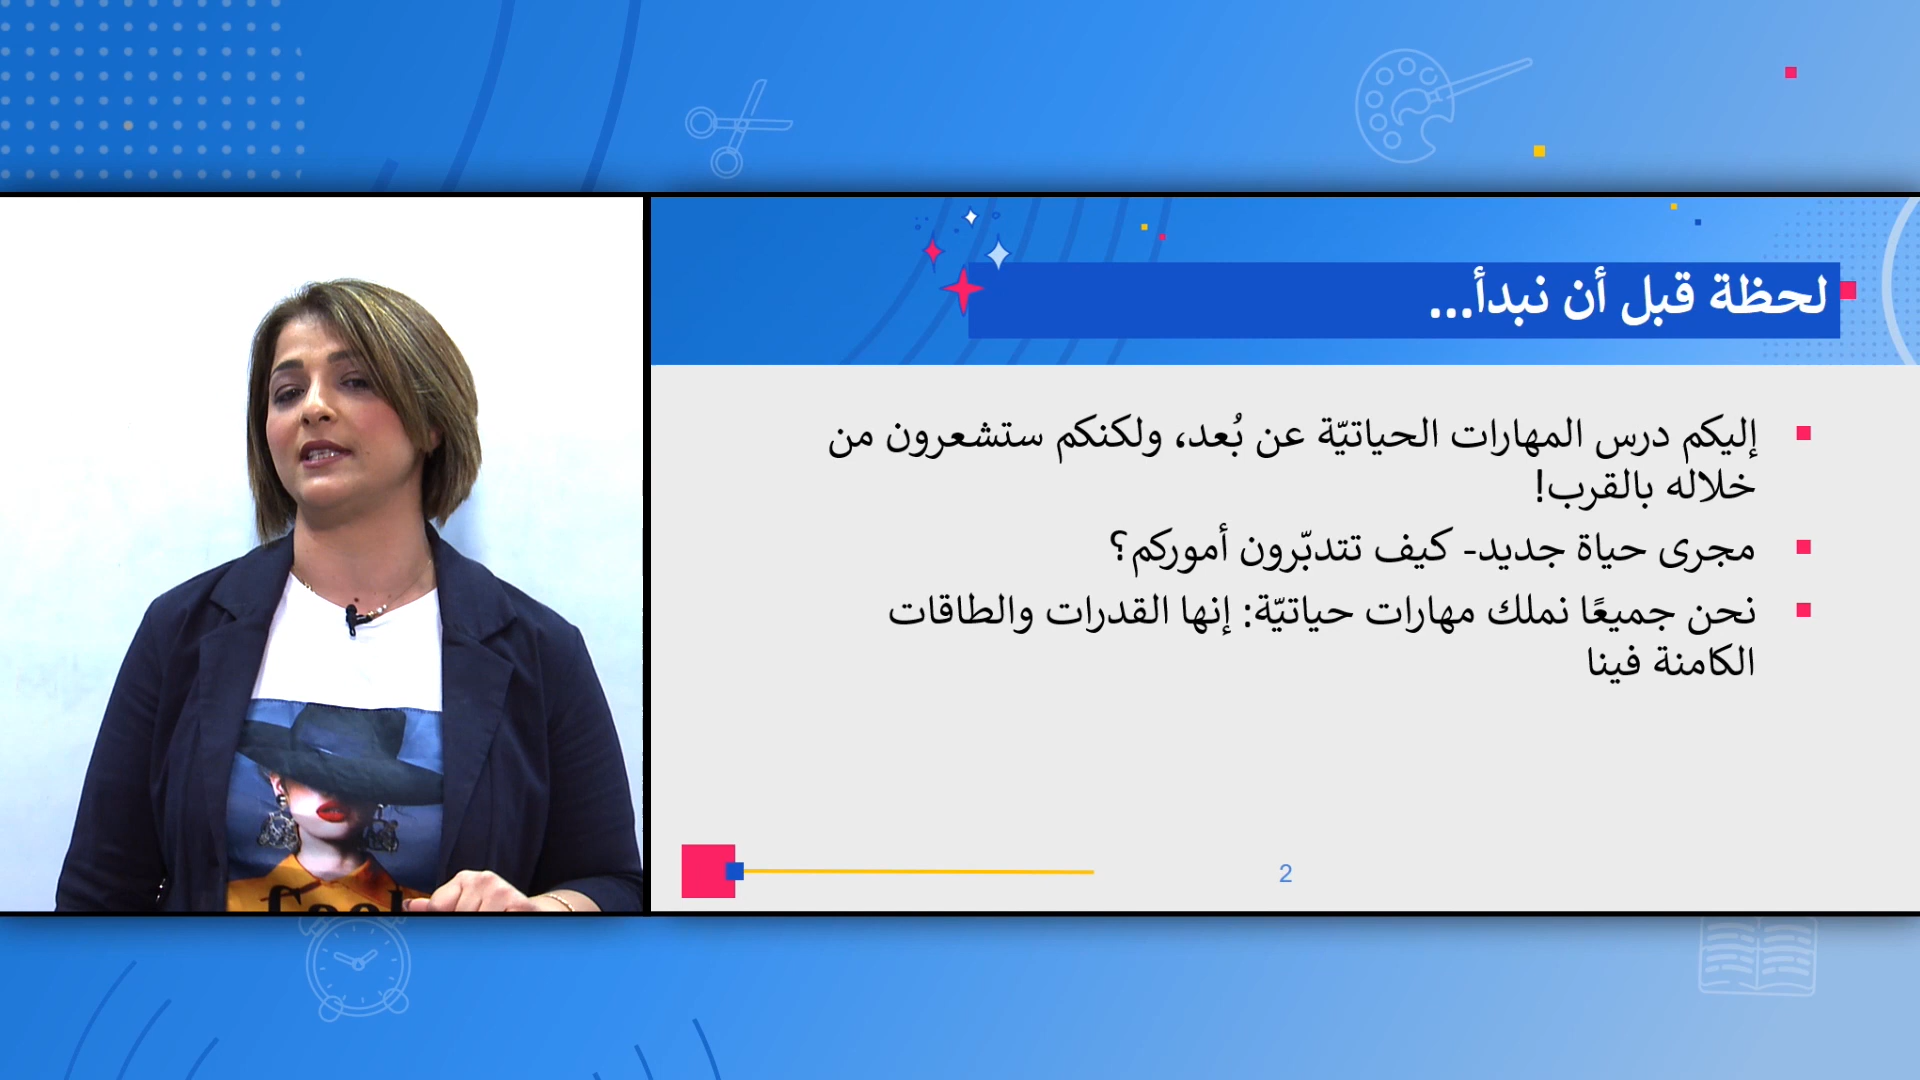 لحظة قبل أن نبدأ...
إليكم درس المهارات الحياتيّة عن بُعد، ولكنكم ستشعرون من
خلاله بالقرب!
مجرى حياة جديد- كيف تتدبّرون أموركم؟
نحن جميعًا نملك مهارات حياتيّة: إنها القدرات والطاقات
الكامنة فينا
2